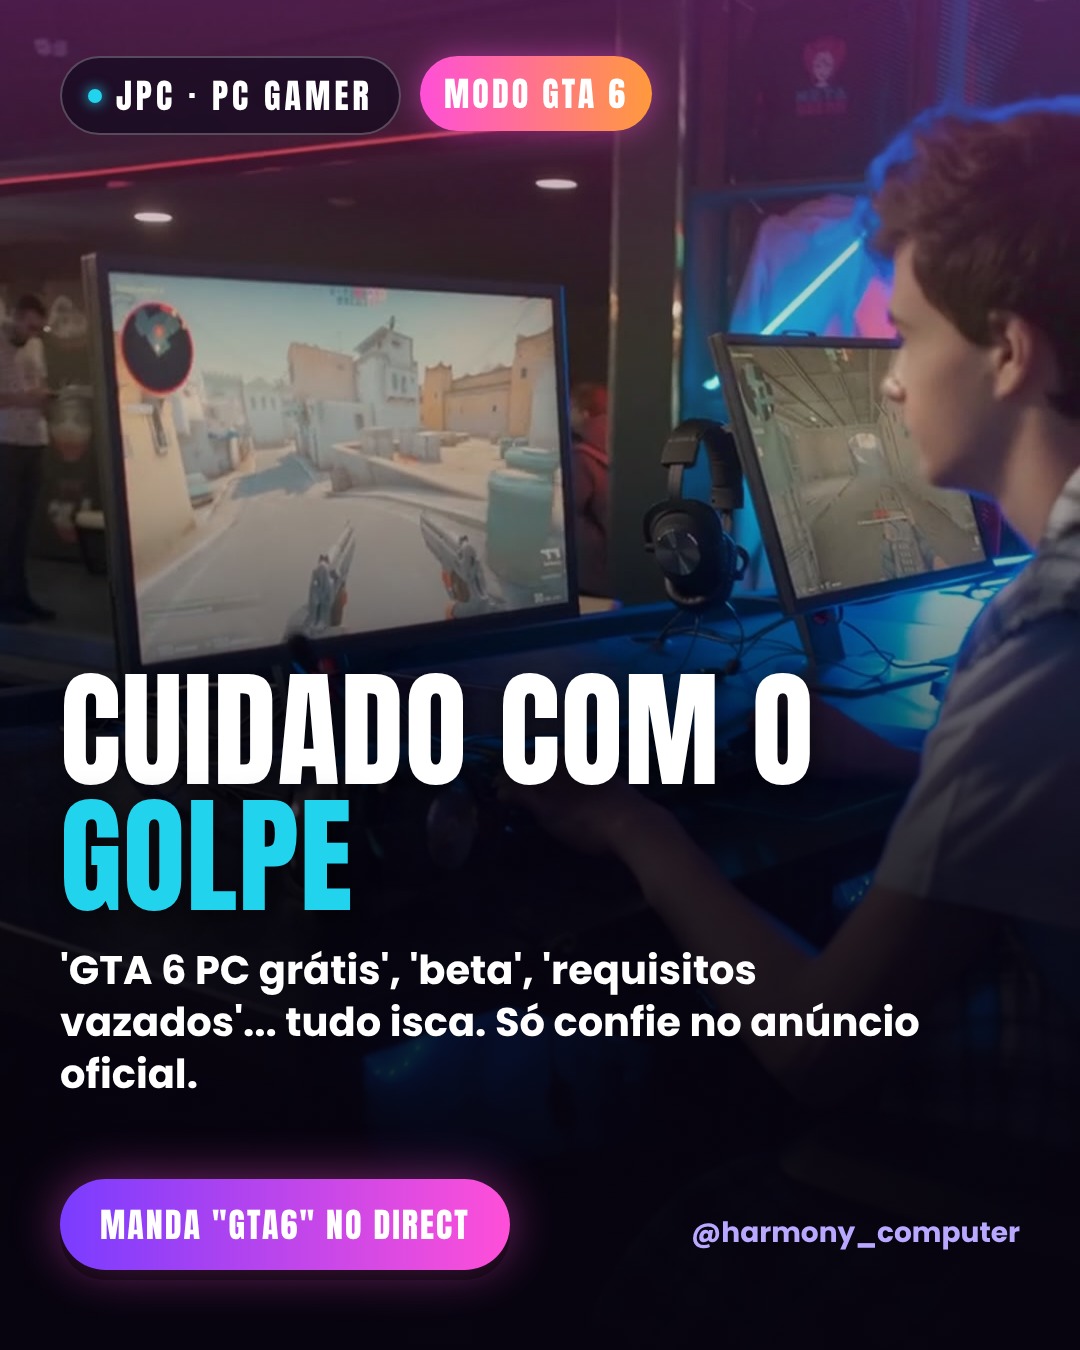 JPC · PC GAMER
MODO GTA 6
CUIDADO COM O
GOLPE
'GTA 6 PC grátis', 'beta', 'requisitos
vazados'... tudo isca. Só confie no anúncio
oficial.
MANDA "GTA6" NO DIRECT
@harmony_computer